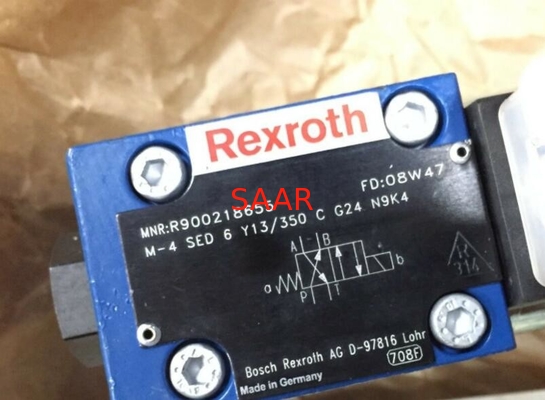 Rexroth
FD:08W47
SAAR
MNR:R900218655
M-4 SED 6 Y13/350 C G24 N9K4
A B
a b
P T
314
Bosch Rexroth AG D-97816 Lohr
708F
Made in Germany